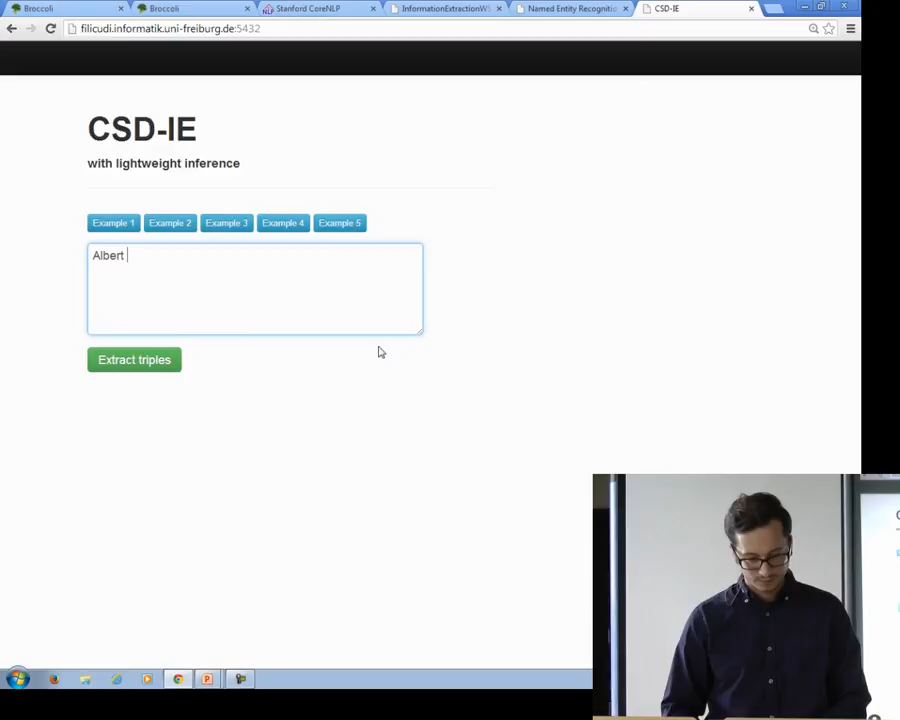 Broccoli
Broccoli
Stanford CoreNLP
InformationExtractionWS
Named Entity Recognitio
CSD-IE
filicudi.informatik.uni-freiburg.de:5432
CSD-IE
with lightweight inference
Example 1
Example 2
Example 3
Example 4
Example 5
Albert
Extract triples